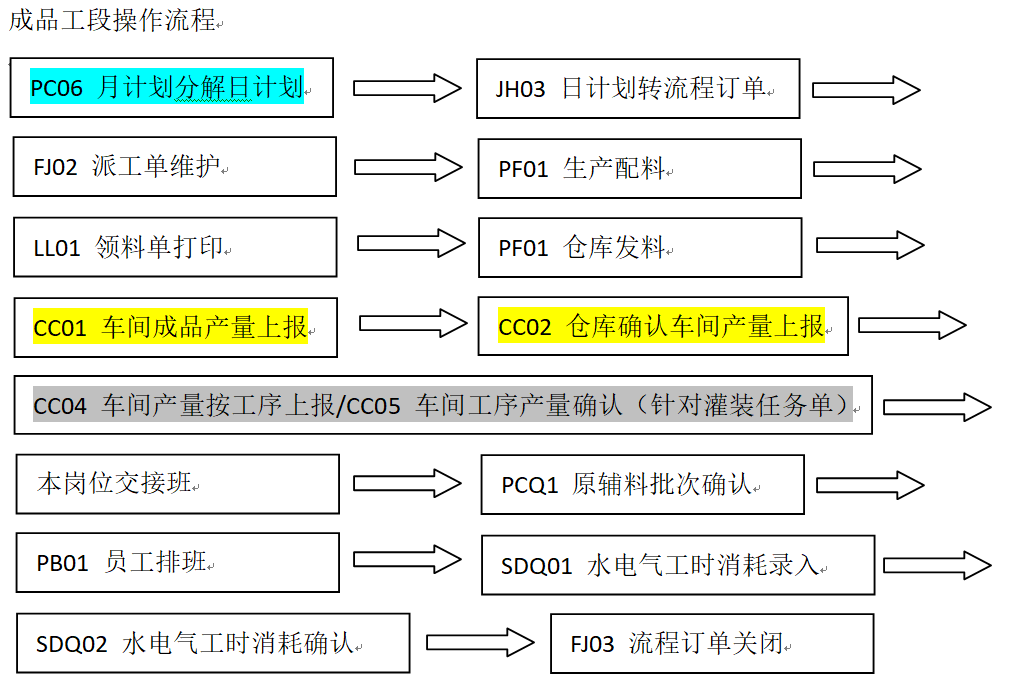 成品工段操作流程
PC06 月计划分解日计划
JH03 日计划转流程订单
FJ02 派工单维护
PF01 生产配料
LL01 领料单打印
PF01 仓库发料
CC01 车间成品产量上报
CC02 仓库确认车间产量上报
CC04 车间产量按工序上报/CC05 车间工序产量确认（针对灌装任务单）
本岗位交接班
PCQ1 原辅料批次确认
PB01 员工排班
SDQ01 水电气工时消耗录入
SDQ02 水电气工时消耗确认
FJ03 流程订单关闭